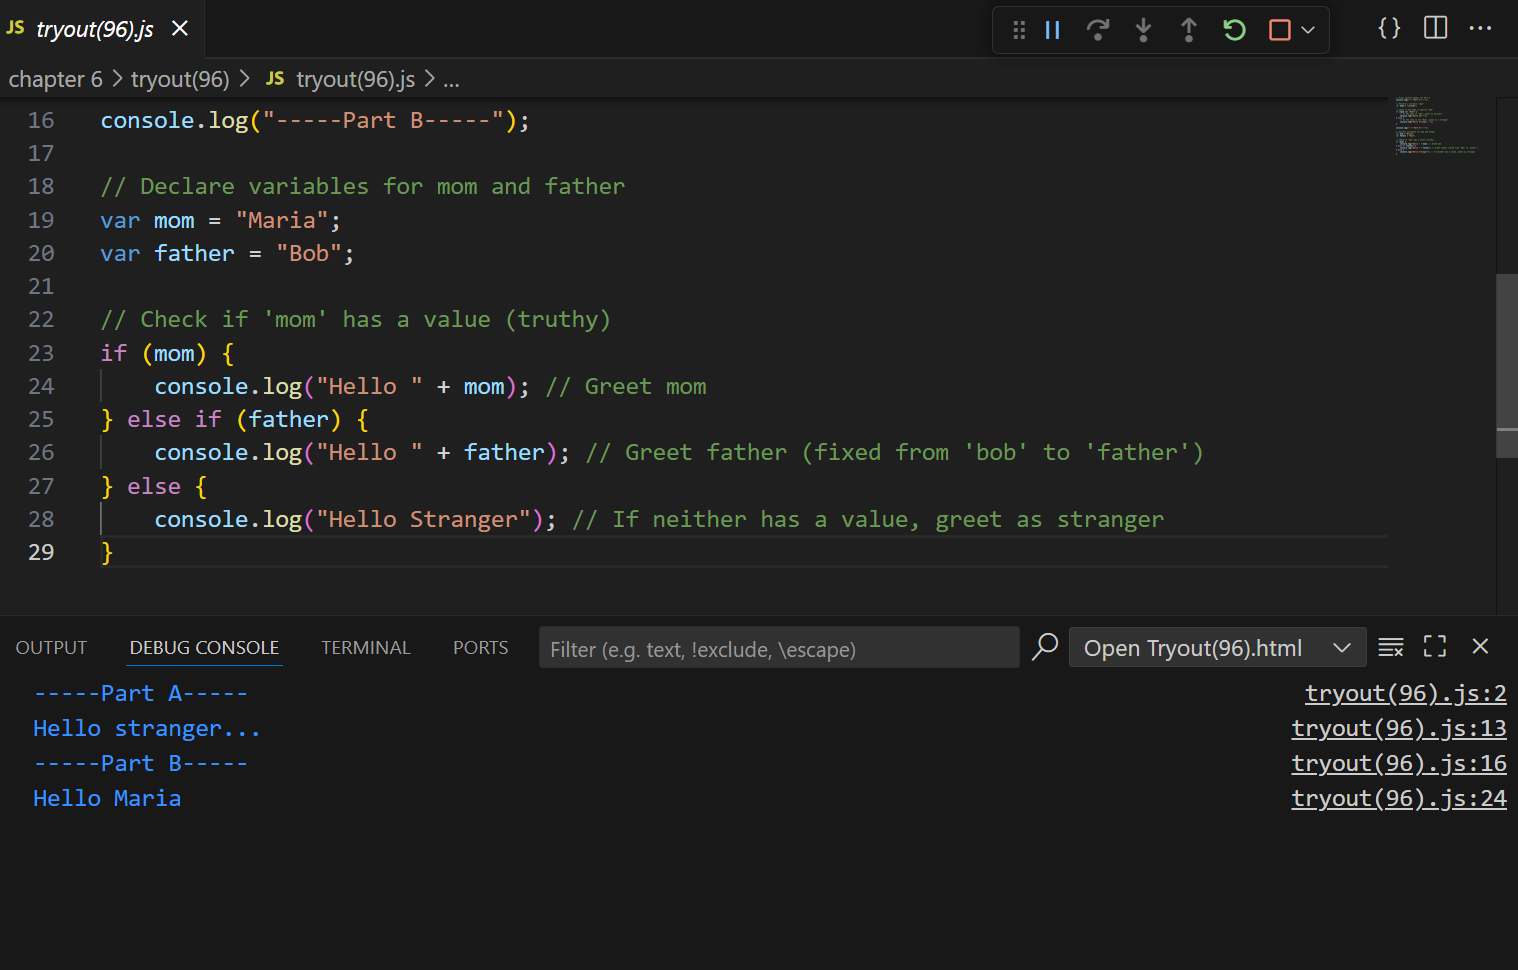 JS tryout(96).js
chapter 6 > tryout(96) > JS tryout(96).js > ...
16 console.log("-----Part B-----");
17
18 // Declare variables for mom and father
19 var mom = "Maria";
20 var father = "Bob";
21
22 // Check if 'mom' has a value (truthy)
23 if (mom) {
24     console.log("Hello " + mom); // Greet mom
25 } else if (father) {
26     console.log("Hello " + father); // Greet father (fixed from 'bob' to 'father')
27 } else {
28     console.log("Hello Stranger"); // If neither has a value, greet as stranger
29 }
OUTPUT DEBUG CONSOLE TERMINAL PORTS Filter (e.g. text, !exclude, \escape) Open Tryout(96).html
-----Part A----- tryout(96).js:2
Hello stranger... tryout(96).js:13
-----Part B----- tryout(96).js:16
Hello Maria tryout(96).js:24